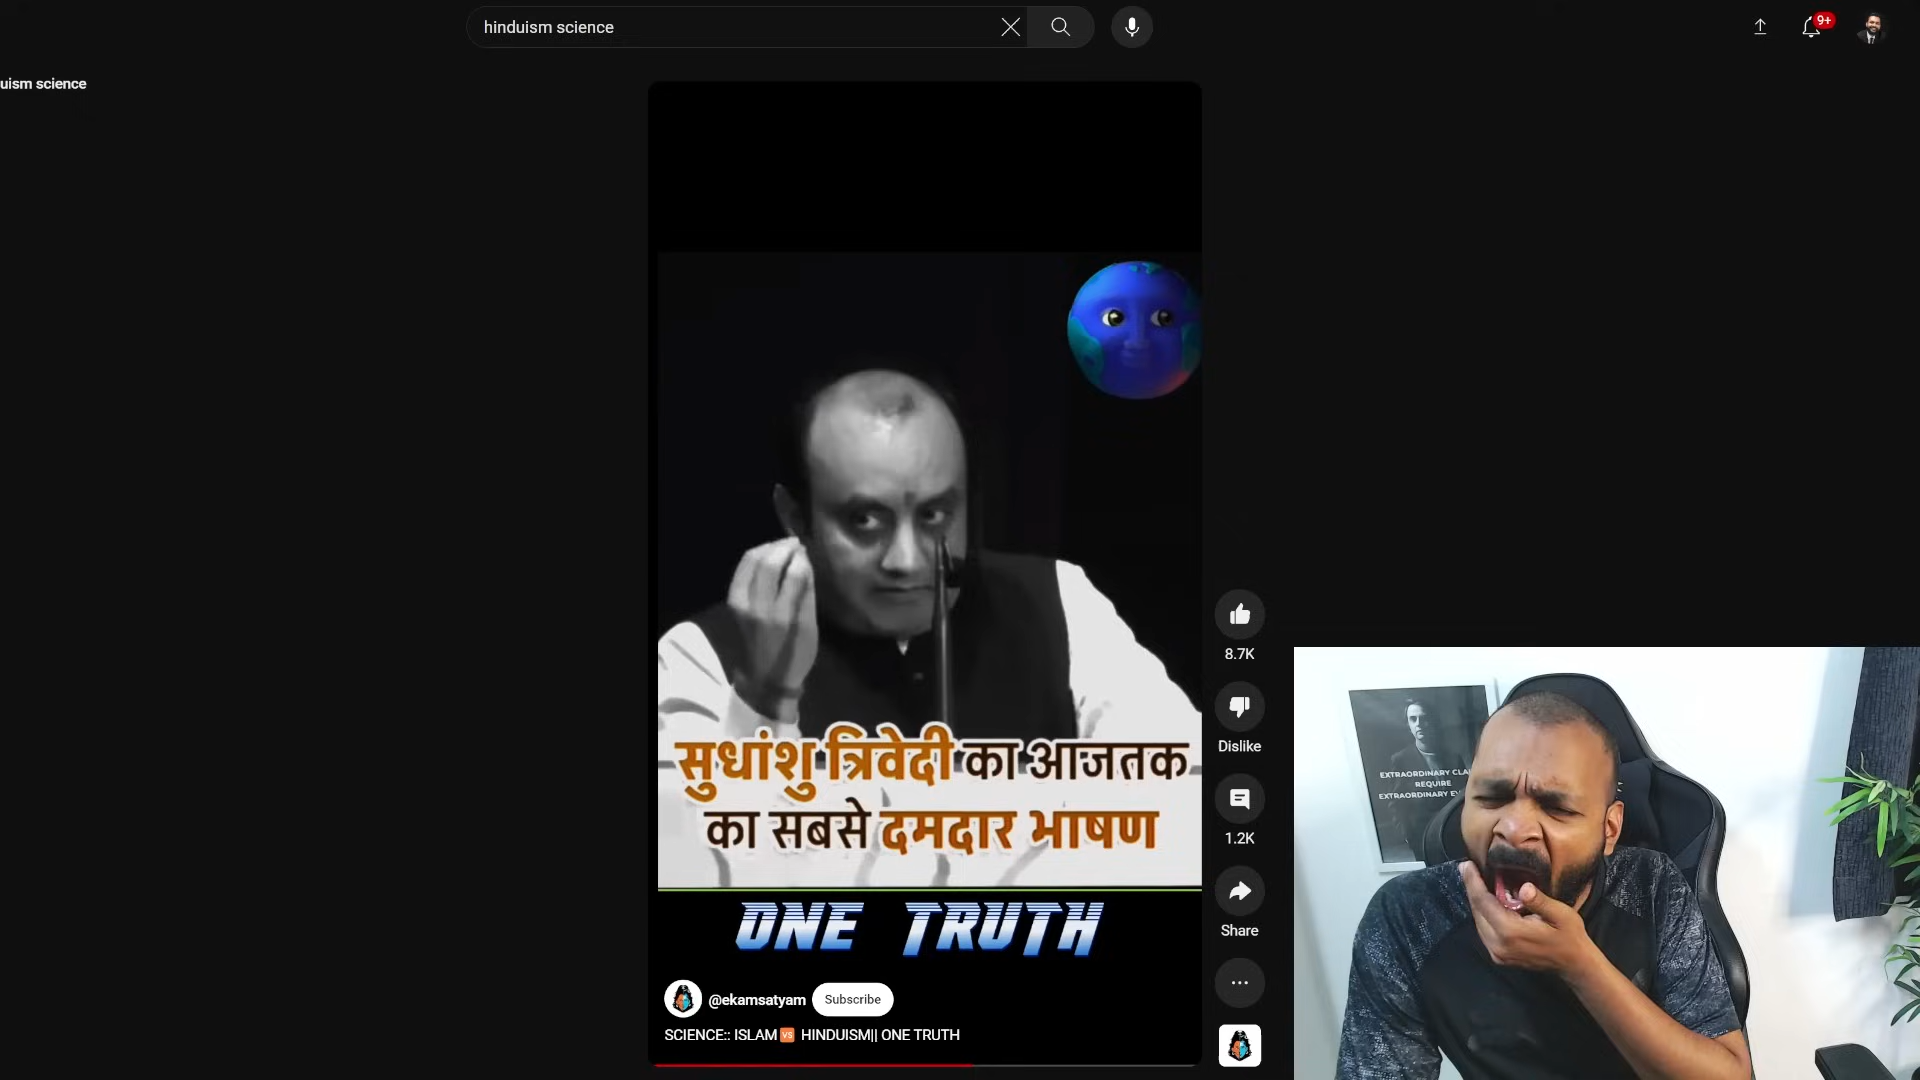 hinduism science
9+
uism science
सुधांशु त्रिवेदी का आजतक
का सबसे दमदार भाषण
ONE TRUTH
@ekamsatyam Subscribe
SCIENCE:: ISLAM🆚 HINDUISM|| ONE TRUTH
8.7K
Dislike
1.2K
Share
EXTRAORDINARY CLA
REQUIRE
EXTRAORDINARY